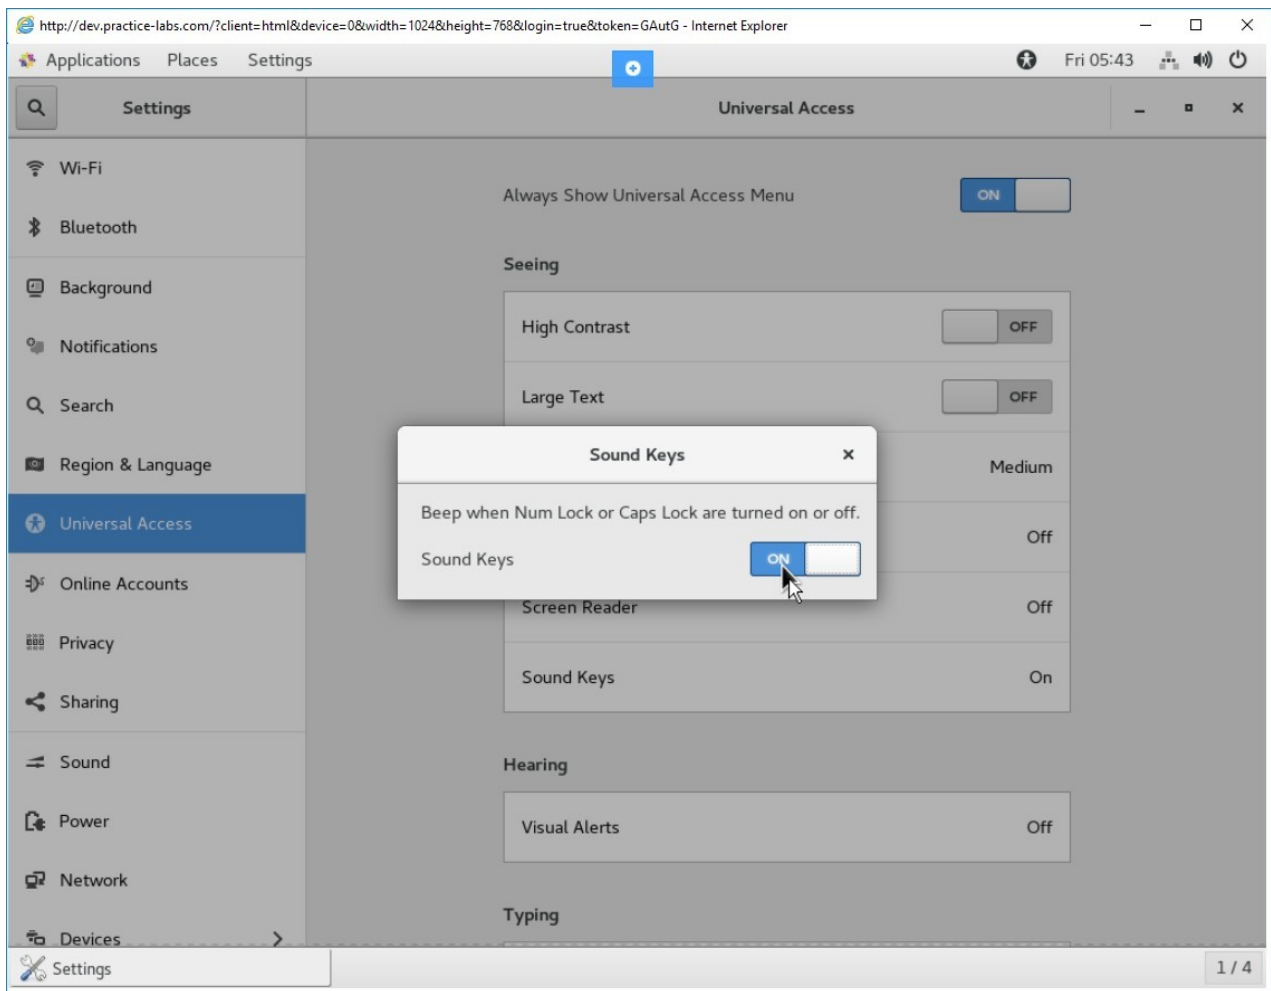 http://dev.practice-labs.com/?client=html&device=0&width=1024&height=768&login=true&token=GAutG - Internet Explorer
Applications Places Settings Fri 05:43
Settings
Universal Access
Wi-Fi
Bluetooth
Background
Notifications
Search
Region & Language
Universal Access
Online Accounts
Privacy
Sharing
Sound
Power
Network
Devices
Always Show Universal Access Menu ON
Seeing
High Contrast OFF
Large Text OFF
Medium
Off
Screen Reader Off
Sound Keys On
Hearing
Visual Alerts Off
Typing
Sound Keys
Beep when Num Lock or Caps Lock are turned on or off.
Sound Keys ON
Settings 1 / 4